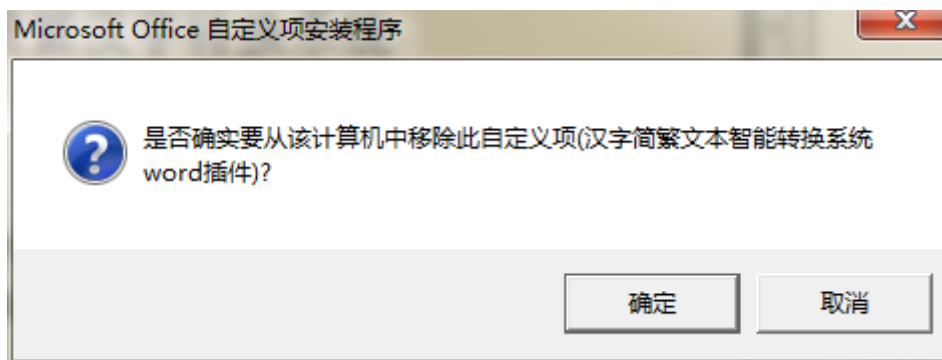 Microsoft Office 自定义项安装程序
是否确实要从该计算机中移除此自定义项(汉字简繁文本智能转换系统
word插件)?
确定
取消